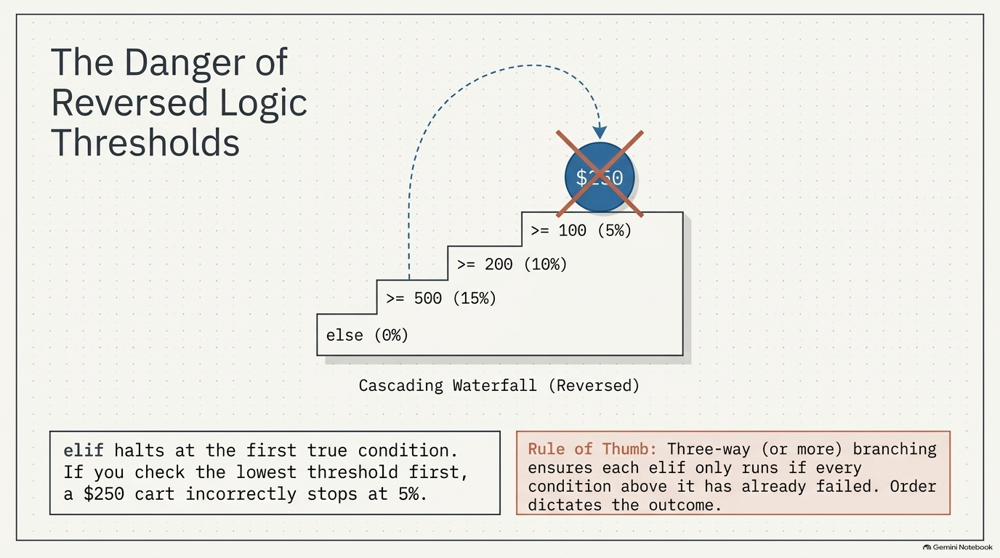 The Danger of
Reversed Logic
Thresholds
$250
>= 100 (5%)
>= 200 (10%)
>= 500 (15%)
else (0%)
Cascading Waterfall (Reversed)
elif halts at the first true condition.
If you check the lowest threshold first,
a $250 cart incorrectly stops at 5%.
Rule of Thumb: Three-way (or more) branching
ensures each elif only runs if every
condition above it has already failed. Order
dictates the outcome.
Gemini Notebook